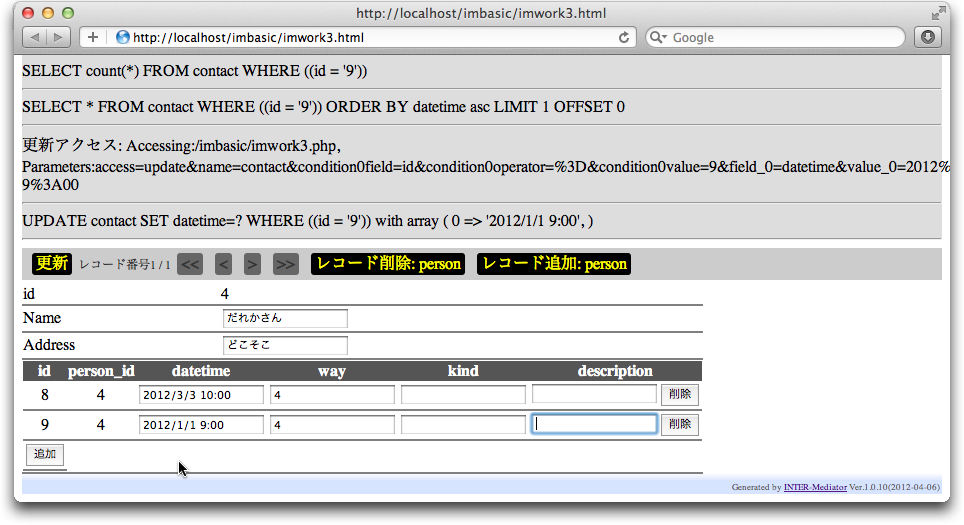 http://localhost/imbasic/imwork3.html
http://localhost/imbasic/imwork3.html Google
SELECT count(*) FROM contact WHERE ((id = '9'))
SELECT * FROM contact WHERE ((id = '9')) ORDER BY datetime asc LIMIT 1 OFFSET 0
更新アクセス: Accessing:/imbasic/imwork3.php,
Parameters:access=update&name=contact&condition0field=id&condition0operator=%3D&condition0value=9&field_0=datetime&value_0=2012%
9%3A00
UPDATE contact SET datetime=? WHERE ((id = '9')) with array ( 0 => '2012/1/1 9:00', )
更新 レコード番号1 / 1 << < > >> レコード削除: person レコード追加: person
id 4
Name だれかさん
Address どこそこ
id person_id datetime way kind description
8 4 2012/3/3 10:00 4 削除
9 4 2012/1/1 9:00 4 削除
追加
Generated by INTER-Mediator Ver.1.0.10(2012-04-06)